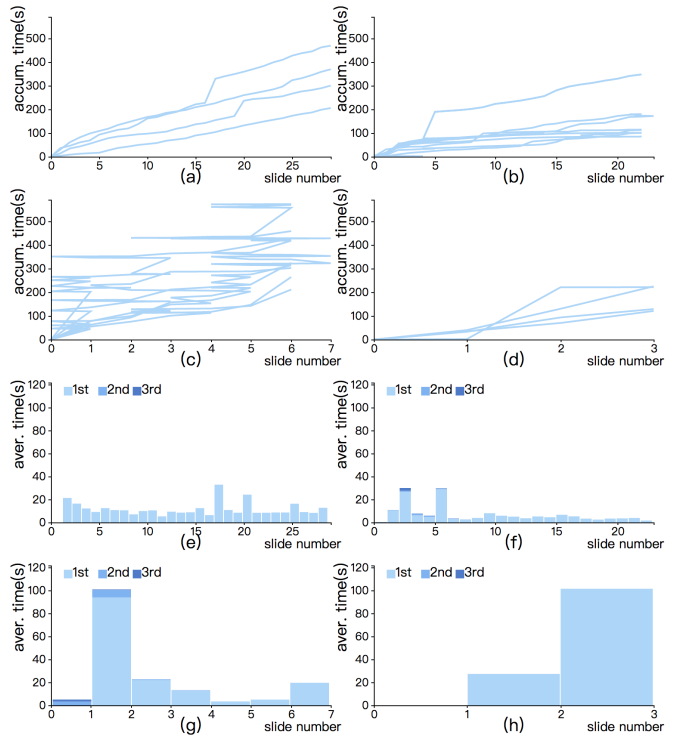 accum. time(s)
500
400
300
200
100
0
0 5 10 15 20 25
slide number
(a)
accum. time(s)
500
400
300
200
100
0
0 5 10 15 20
slide number
(b)
accum. time(s)
500
400
300
200
100
0
0 1 2 3 4 5 6 7
slide number
(c)
accum. time(s)
500
400
300
200
100
0
0 1 2 3
slide number
(d)
aver. time(s)
120
100
80
60
40
20
0
1st 2nd 3rd
0 5 10 15 20 25
slide number
(e)
aver. time(s)
120
100
80
60
40
20
0
1st 2nd 3rd
0 5 10 15 20
slide number
(f)
aver. time(s)
120
100
80
60
40
20
0
1st 2nd 3rd
0 1 2 3 4 5 6 7
slide number
(g)
aver. time(s)
120
100
80
60
40
20
0
1st 2nd 3rd
0 1 2 3
slide number
(h)